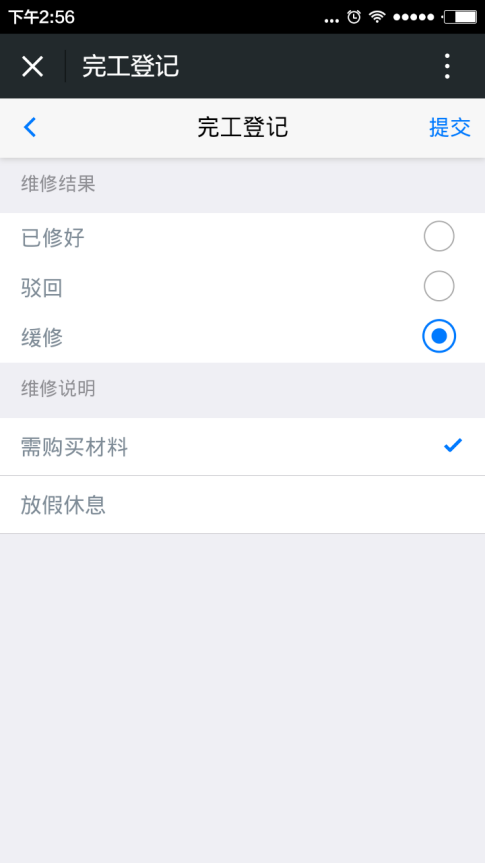 下午2:56
完工登记
完工登记 提交
维修结果
已修好
驳回
缓修
维修说明
需购买材料
放假休息